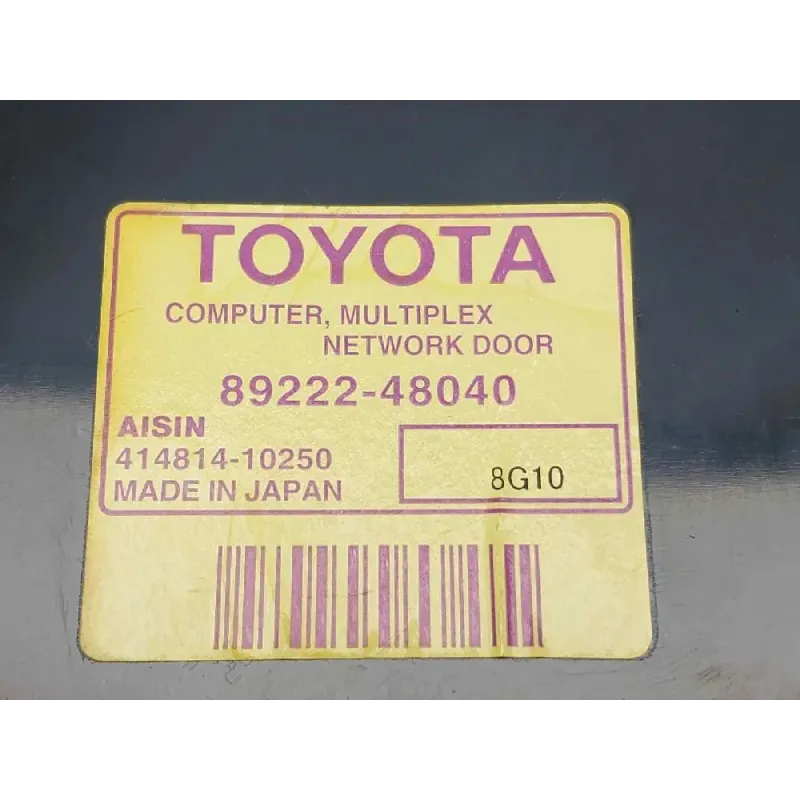 TOYOTA
COMPUTER, MULTIPLEX
NETWORK DOOR
89222-48040
AISIN
414814-10250
8G10
MADE IN JAPAN